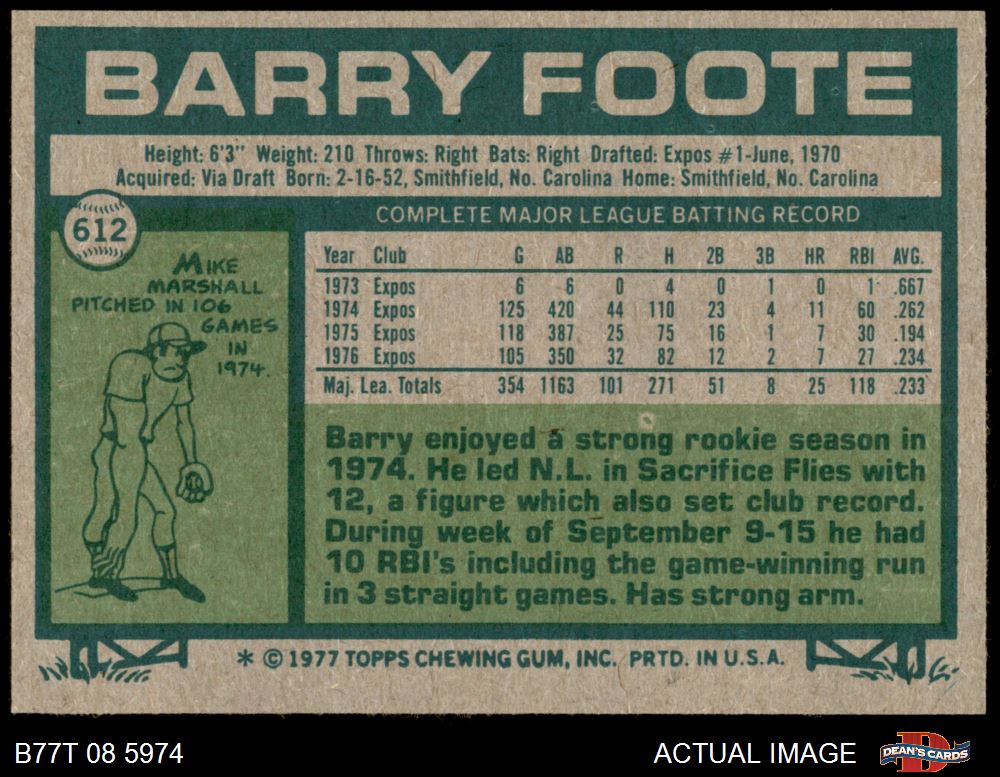 BARRY FOOTE
Height: 6'3" Weight: 210 Throws: Right Bats: Right Drafted: Expos #1-June, 1970
Acquired: Via Draft Born: 2-16-52, Smithfield, No. Carolina Home: Smithfield, No. Carolina
612
MIKE
MARSHALL
PITCHED IN 106
GAMES
IN
1974.
COMPLETE MAJOR LEAGUE BATTING RECORD
Year Club G AB R H 2B 3B HR RBI AVG.
1973 Expos 6 6 0 4 0 1 0 1 .667
1974 Expos 125 420 44 110 23 4 11 60 .262
1975 Expos 118 387 25 75 16 1 7 30 .194
1976 Expos 105 350 32 82 12 2 7 27 .234
Maj. Lea. Totals 354 1163 101 271 51 8 25 118 .233
Barry enjoyed a strong rookie season in
1974. He led N.L. in Sacrifice Flies with
12, a figure which also set club record.
During week of September 9-15 he had
10 RBI's including the game-winning run
in 3 straight games. Has strong arm.
* © 1977 TOPPS CHEWING GUM, INC. PRTD. IN U.S.A.
B77T 08 5974
ACTUAL IMAGE
D
DEAN'S CARDS